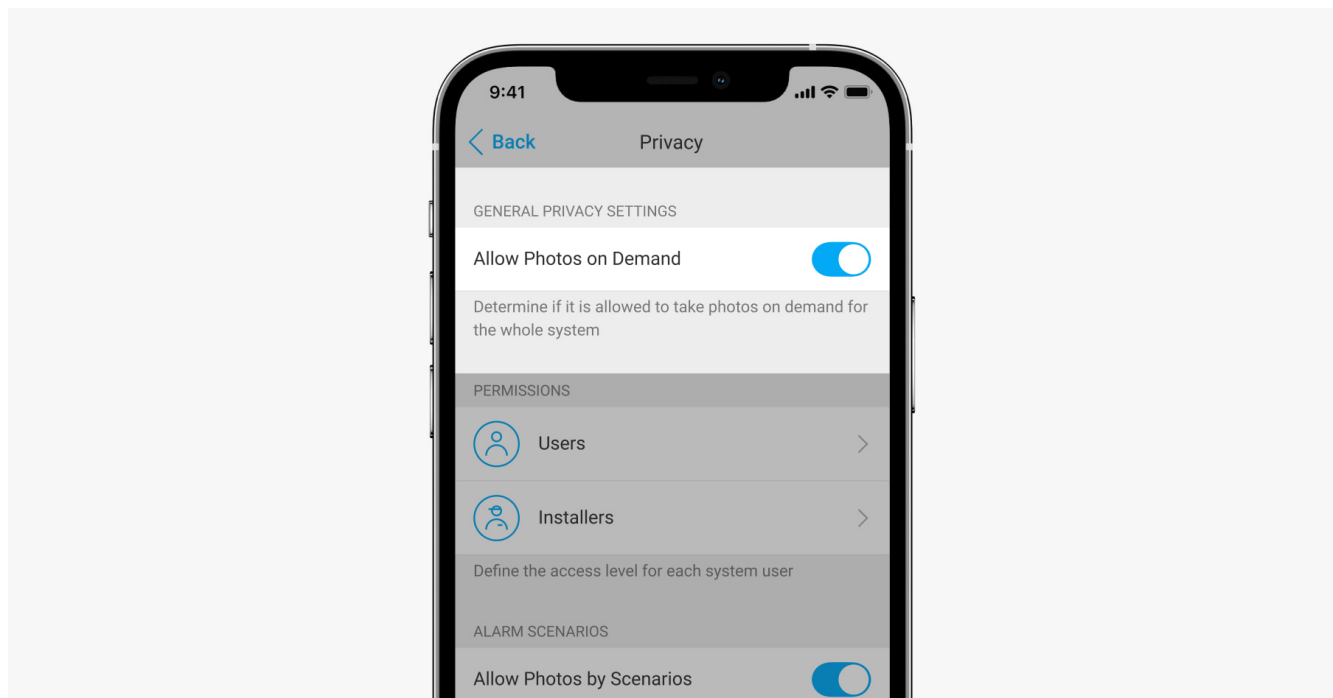 9:41
Back
Privacy
GENERAL PRIVACY SETTINGS
Allow Photos on Demand
Determine if it is allowed to take photos on demand for
the whole system
PERMISSIONS
Users
Installers
Define the access level for each system user
ALARM SCENARIOS
Allow Photos by Scenarios